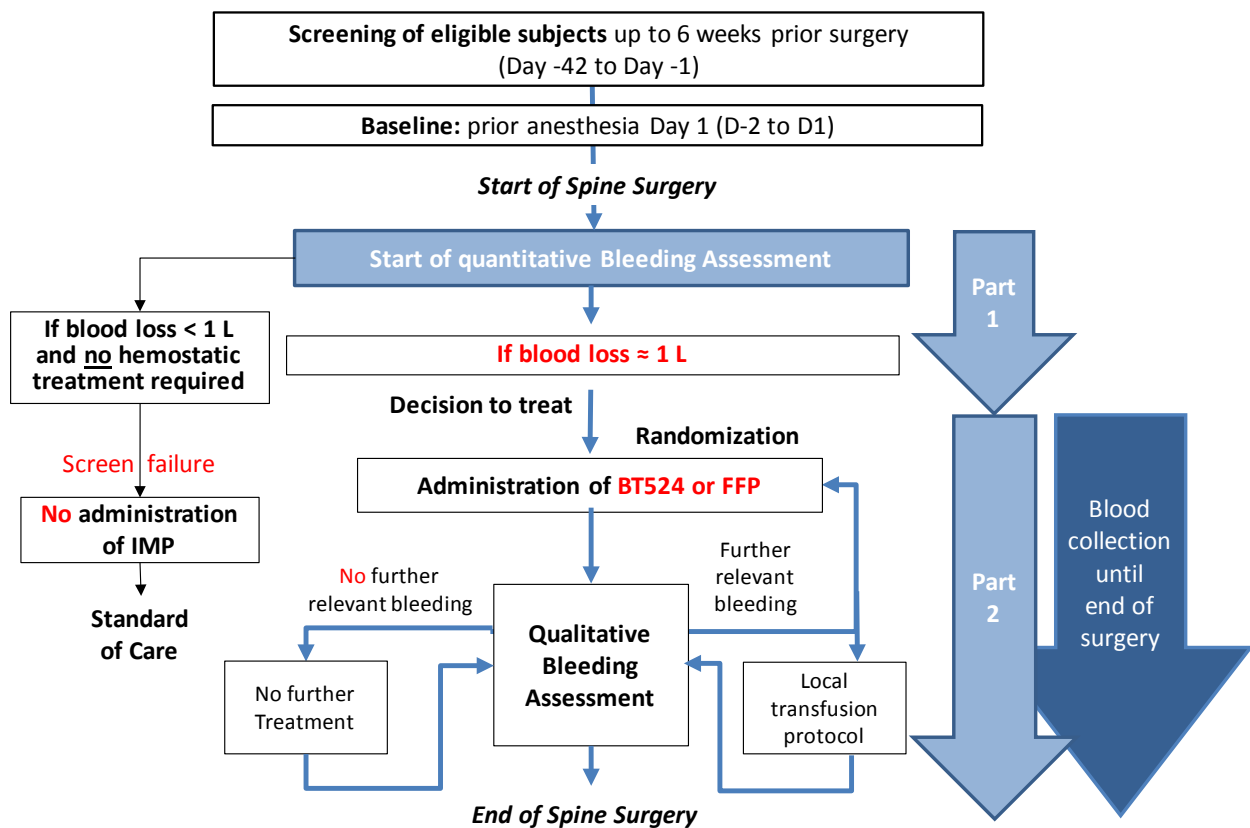 Screening of eligible subjects up to 6 weeks prior surgery
(Day -42 to Day -1)
Baseline: prior anesthesia Day 1 (D-2 to D1)
Start of Spine Surgery
Start of quantitative Bleeding Assessment
Part
1
If blood loss < 1 L
and no hemostatic
treatment required
If blood loss ≈ 1 L
Decision to treat
Randomization
Screen failure
Administration of BT524 or FFP
No administration
of IMP
Standard
of Care
No further
relevant bleeding
Further
relevant
bleeding
Qualitative
Bleeding
Assessment
No further
Treatment
Local
transfusion
protocol
Part
2
Blood
collection
until
end of
surgery
End of Spine Surgery